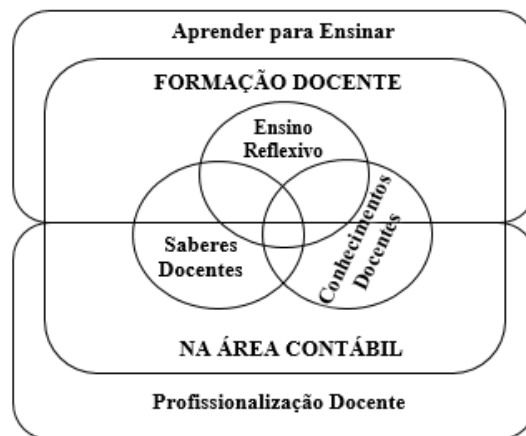 Aprender para Ensinar
FORMAÇÃO DOCENTE
Ensino
Reflexivo
Saberes
Docentes
Conhecimentos
Docentes
NA ÁREA CONTÁBIL
Profissionalização Docente